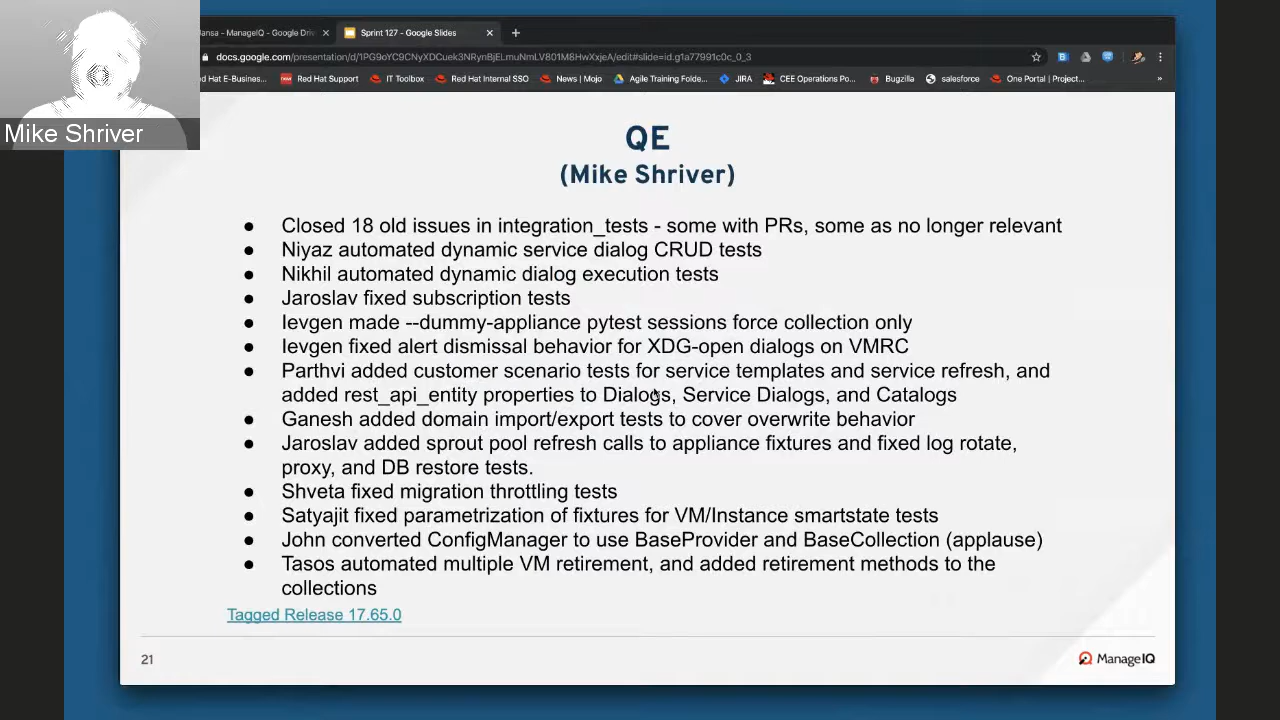 ansa - ManageIQ - Google Driv
Sprint 127 - Google Slides
docs.google.com/presentation/d/1PG9oYC9CNyXDCuek3NRynBjELmuNmLV801M8HwXxjeA/edit#slide=id.g1a77991c0c_0_3
d Hat E-Business...
Red Hat Support
IT Toolbox
Red Hat Internal SSO
News | Mojo
Agile Training Folde...
JIRA
CEE Operations Po...
Bugzilla
salesforce
One Portal | Project...
»
Mike Shriver
QE
(Mike Shriver)
● Closed 18 old issues in integration_tests - some with PRs, some as no longer relevant
● Niyaz automated dynamic service dialog CRUD tests
● Nikhil automated dynamic dialog execution tests
● Jaroslav fixed subscription tests
● Ievgen made --dummy-appliance pytest sessions force collection only
● Ievgen fixed alert dismissal behavior for XDG-open dialogs on VMRC
● Parthvi added customer scenario tests for service templates and service refresh, and
added rest_api_entity properties to Dialogs, Service Dialogs, and Catalogs
● Ganesh added domain import/export tests to cover overwrite behavior
● Jaroslav added sprout pool refresh calls to appliance fixtures and fixed log rotate,
proxy, and DB restore tests.
● Shveta fixed migration throttling tests
● Satyajit fixed parametrization of fixtures for VM/Instance smartstate tests
● John converted ConfigManager to use BaseProvider and BaseCollection (applause)
● Tasos automated multiple VM retirement, and added retirement methods to the
collections
Tagged Release 17.65.0
21
ManageIQ